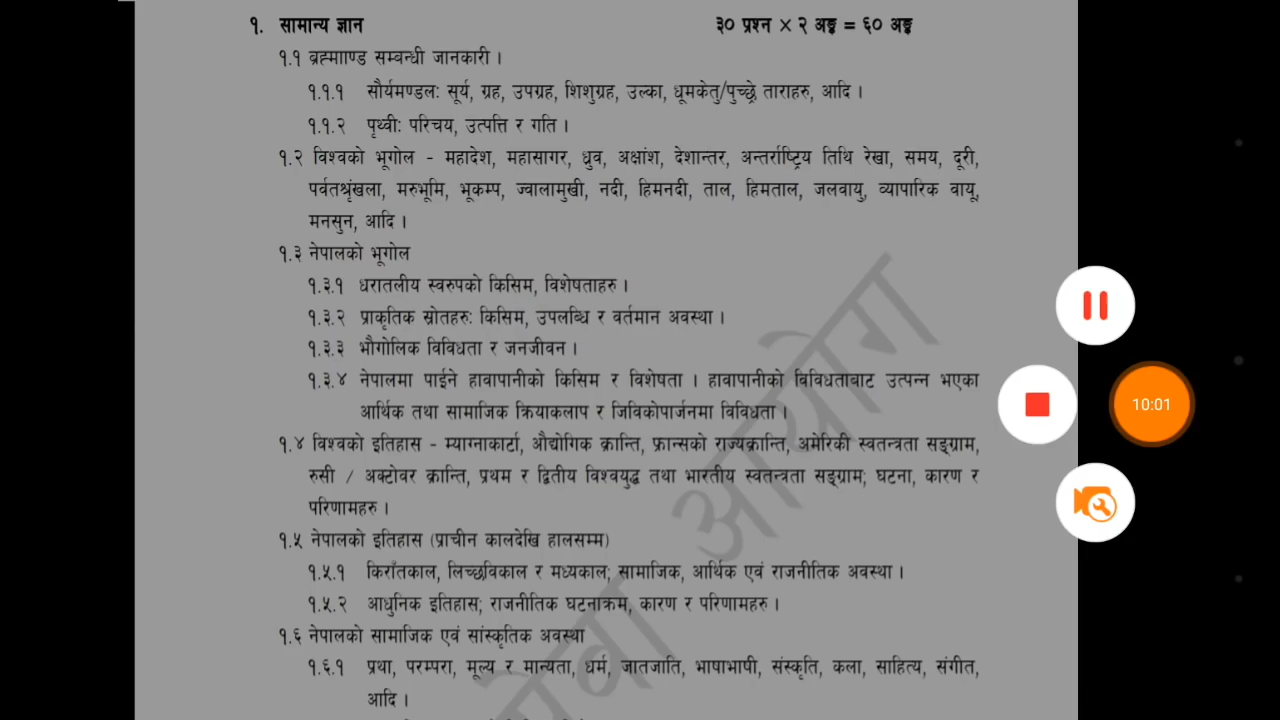 १. सामान्य ज्ञान ३० प्रश्न × २ अङ्क = ६० अङ्क
१.१ ब्रह्मााण्ड सम्बन्धी जानकारी ।
१.१.१ सौर्यमण्डलः सूर्य, ग्रह, उपग्रह, शिशुग्रह, उल्का, धूमकेतु/पुच्छ्रे ताराहरु, आदि ।
१.१.२ पृथ्वीः परिचय, उत्पत्ति र गति ।
१.२ विश्वको भूगोल - महादेश, महासागर, ध्रुव, अक्षांश, देशान्तर, अन्तर्राष्ट्रिय तिथि रेखा, समय, दूरी,
पर्वतश्रृंखला, मरुभूमि, भूकम्प, ज्वालामुखी, नदी, हिमनदी, ताल, हिमताल, जलवायु, व्यापारिक वायू,
मनसुन, आदि ।
१.३ नेपालको भूगोल
१.३.१ धरातलीय स्वरुपको किसिम, विशेषताहरु ।
१.३.२ प्राकृतिक स्रोतहरुः किसिम, उपलब्धि र वर्तमान अवस्था ।
१.३.३ भौगोलिक विविधता र जनजीवन ।
१.३.४ नेपालमा पाईने हावापानीको किसिम र विशेषता । हावापानीको विविधताबाट उत्पन्न भएका
आर्थिक तथा सामाजिक क्रियाकलाप र जिविकोपार्जनमा विविधता ।
१.४ विश्वको इतिहास - म्याग्नाकार्टा, औद्योगिक क्रान्ति, फ्रान्सको राज्यक्रान्ति, अमेरिकी स्वतन्त्रता सङ्ग्राम,
रुसी / अक्टोवर क्रान्ति, प्रथम र द्वितीय विश्वयुद्ध तथा भारतीय स्वतन्त्रता सङ्ग्राम; घटना, कारण र
परिणामहरु ।
१.५ नेपालको इतिहास (प्राचीन कालदेखि हालसम्म)
१.५.१ किराँतकाल, लिच्छविकाल र मध्यकाल; सामाजिक, आर्थिक एवं राजनीतिक अवस्था ।
१.५.२ आधुनिक इतिहास; राजनीतिक घटनाक्रम, कारण र परिणामहरु ।
१.६ नेपालको सामाजिक एवं सांस्कृतिक अवस्था
१.६.१ प्रथा, परम्परा, मूल्य र मान्यता, धर्म, जातजाति, भाषाभाषी, संस्कृति, कला, साहित्य, संगीत,
आदि ।
सेवा आयोग
10:01